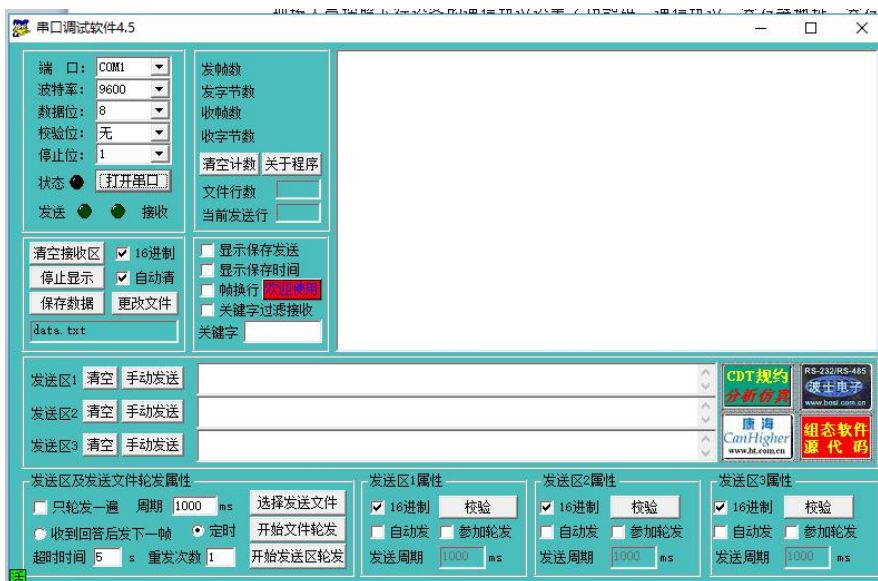 串口调试软件4.5
端 口: COM1
波特率: 9600
数据位: 8
校验位: 无
停止位: 1
状态 打开串口
发送 接收
发帧数
发字节数
收帧数
收字节数
清空计数 关于程序
文件行数
当前发送行
清空接收区 16进制
停止显示 自动清
保存数据 更改文件
data.txt
显示保存发送
显示保存时间
帧换行 欢迎使用
关键字过滤接收
关键字
发送区1 清空 手动发送
发送区2 清空 手动发送
发送区3 清空 手动发送
CDT规约
分析仿真
RS-232/RS-485
波士电子
www.bosi.com.cn
康海
CanHigher
www.ht.com.cn
组态软件
源代码
发送区及发送文件轮发属性
只轮发一遍 周期 1000 ms 选择发送文件
收到回答后发下一帧 定时 开始文件轮发
超时时间 5 s 重发次数 1 开始发送区轮发
发送区1属性
16进制 校验
自动发 参加轮发
发送周期 1000 ms
发送区2属性
16进制 校验
自动发 参加轮发
发送周期 1000 ms
发送区3属性
16进制 校验
自动发 参加轮发
发送周期 1000 ms
活